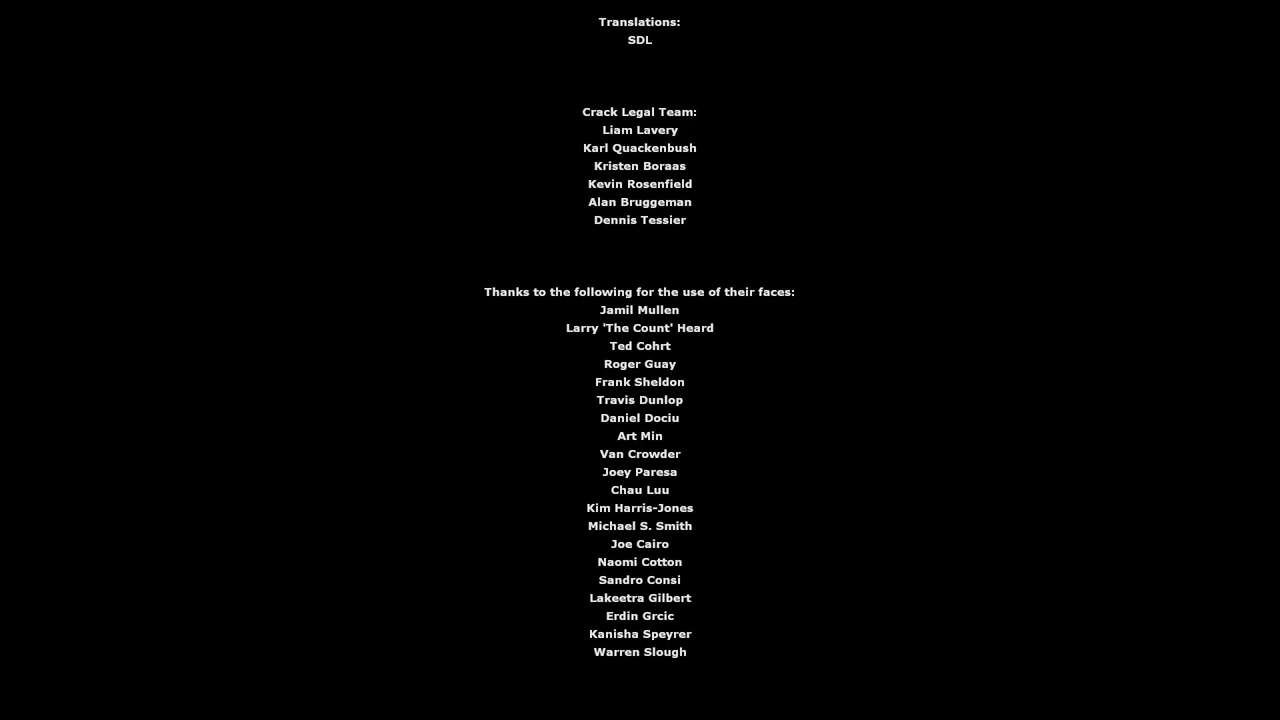 Translations:
SDL
Crack Legal Team:
Liam Lavery
Karl Quackenbush
Kristen Boraas
Kevin Rosenfield
Alan Bruggeman
Dennis Tessier
Thanks to the following for the use of their faces:
Jamil Mullen
Larry 'The Count' Heard
Ted Cohrt
Roger Guay
Frank Sheldon
Travis Dunlop
Daniel Dociu
Art Min
Van Crowder
Joey Paresa
Chau Luu
Kim Harris-Jones
Michael S. Smith
Joe Cairo
Naomi Cotton
Sandro Consi
Lakeetra Gilbert
Erdin Grcic
Kanisha Speyrer
Warren Slough